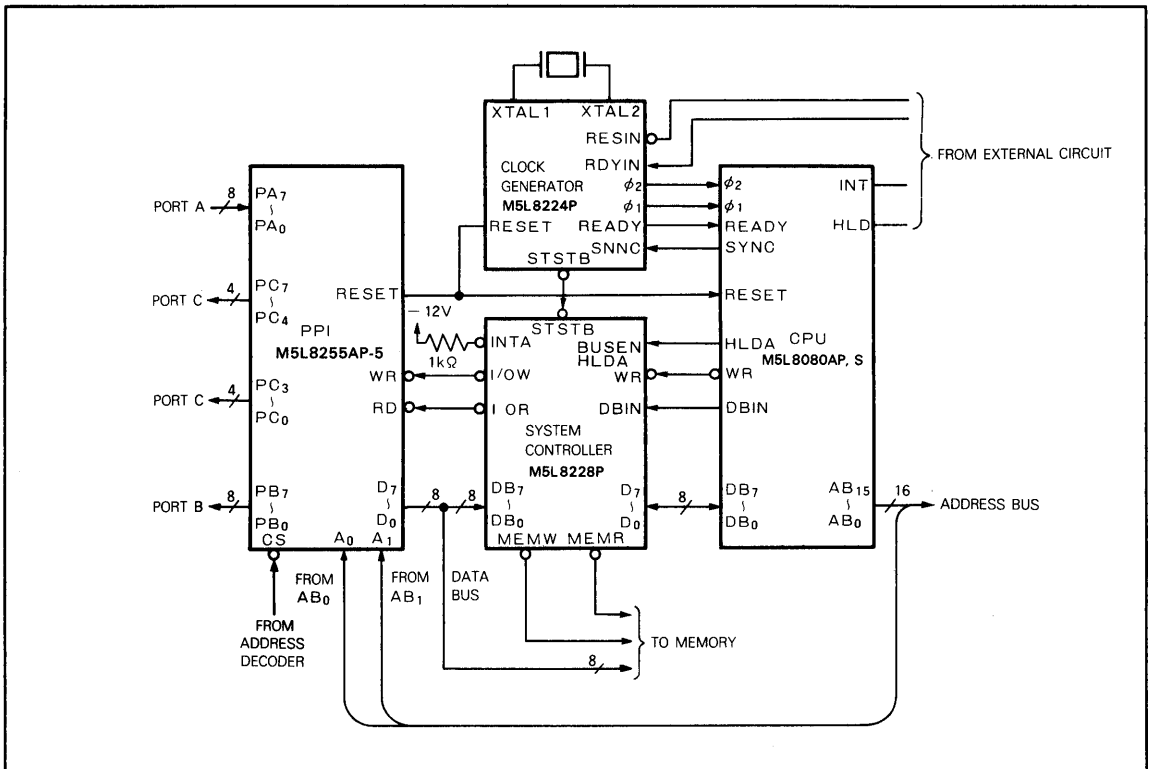 XTAL1 XTAL2
RESIN
RDYIN
CLOCK
GENERATOR
M5L8224P
φ2
φ1
READY
RESET
SNNC
STSTB
FROM EXTERNAL CIRCUIT
INT
HLD
φ2
φ1
READY
SYNC
RESET
CPU
M5L8080AP, S
HLDA
WR
DBIN
DB7
~
DB0
AB15
~
AB0
16
ADDRESS BUS
PORT A
8
PA7
~
PA0
PORT C
4
PC7
~
PC4
RESET
PPI
M5L8255AP-5
WR
RD
PORT C
4
PC3
~
PC0
PORT B
8
PB7
~
PB0
CS
A0
A1
D7
~
D0
8
8
− 12V
1kΩ
STSTB
INTA
BUSEN
HLDA
I/OW
WR
I OR
DBIN
SYSTEM
CONTROLLER
M5L8228P
DB7
~
DB0
D7
~
D0
8
MEMW MEMR
FROM
AB0
FROM
AB1
DATA
BUS
FROM
ADDRESS
DECODER
8
TO MEMORY